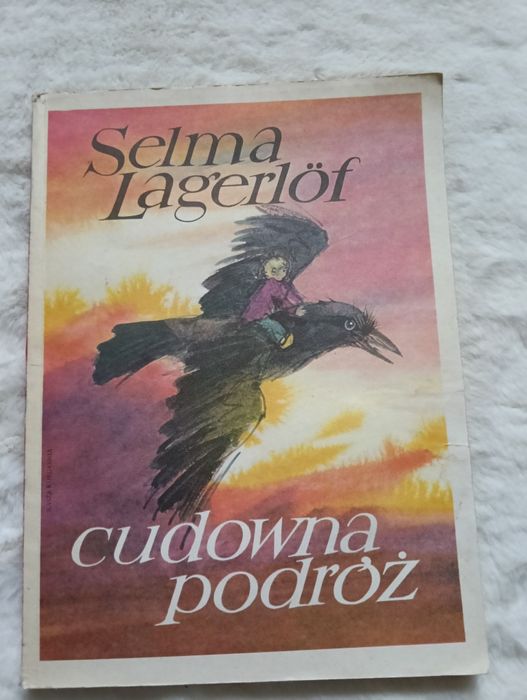 Selma
Lagerlöf
cudowna
podróż